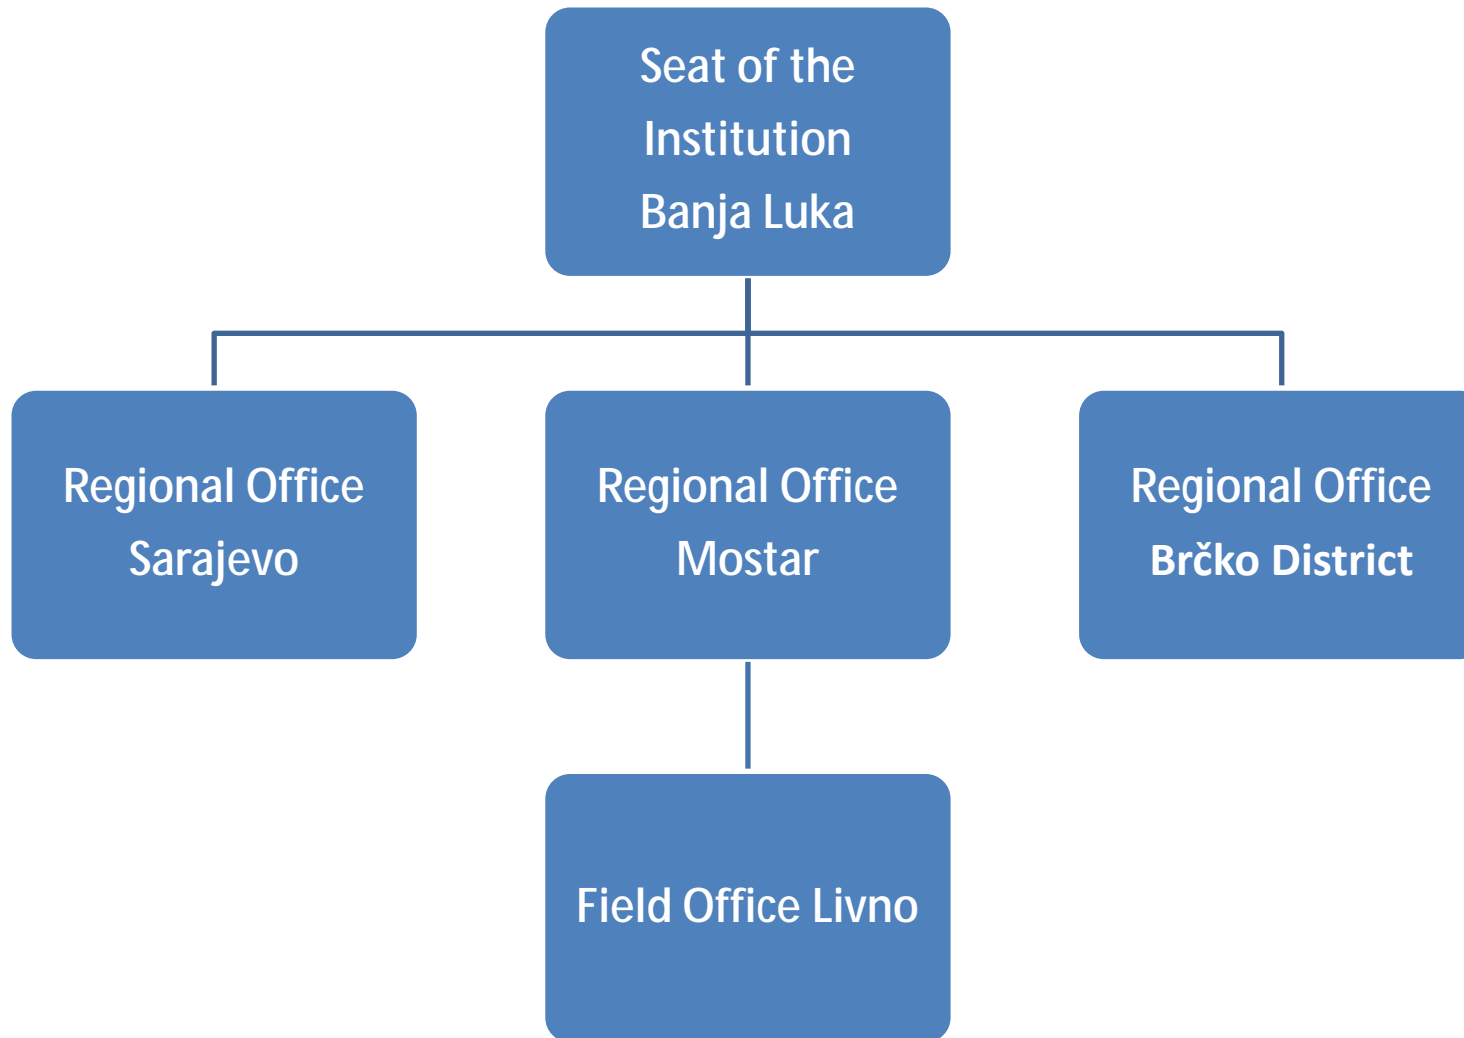 Seat of the
Institution
Banja Luka
Regional Office
Sarajevo
Regional Office
Mostar
Regional Office
Brčko District
Field Office Livno